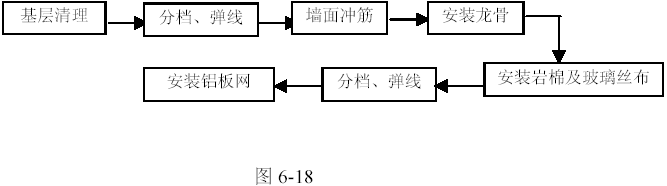 基层清理
分档、弹线
墙面冲筋
安装龙骨
安装岩棉及玻璃丝布
分档、弹线
安装铝板网
图 6-18